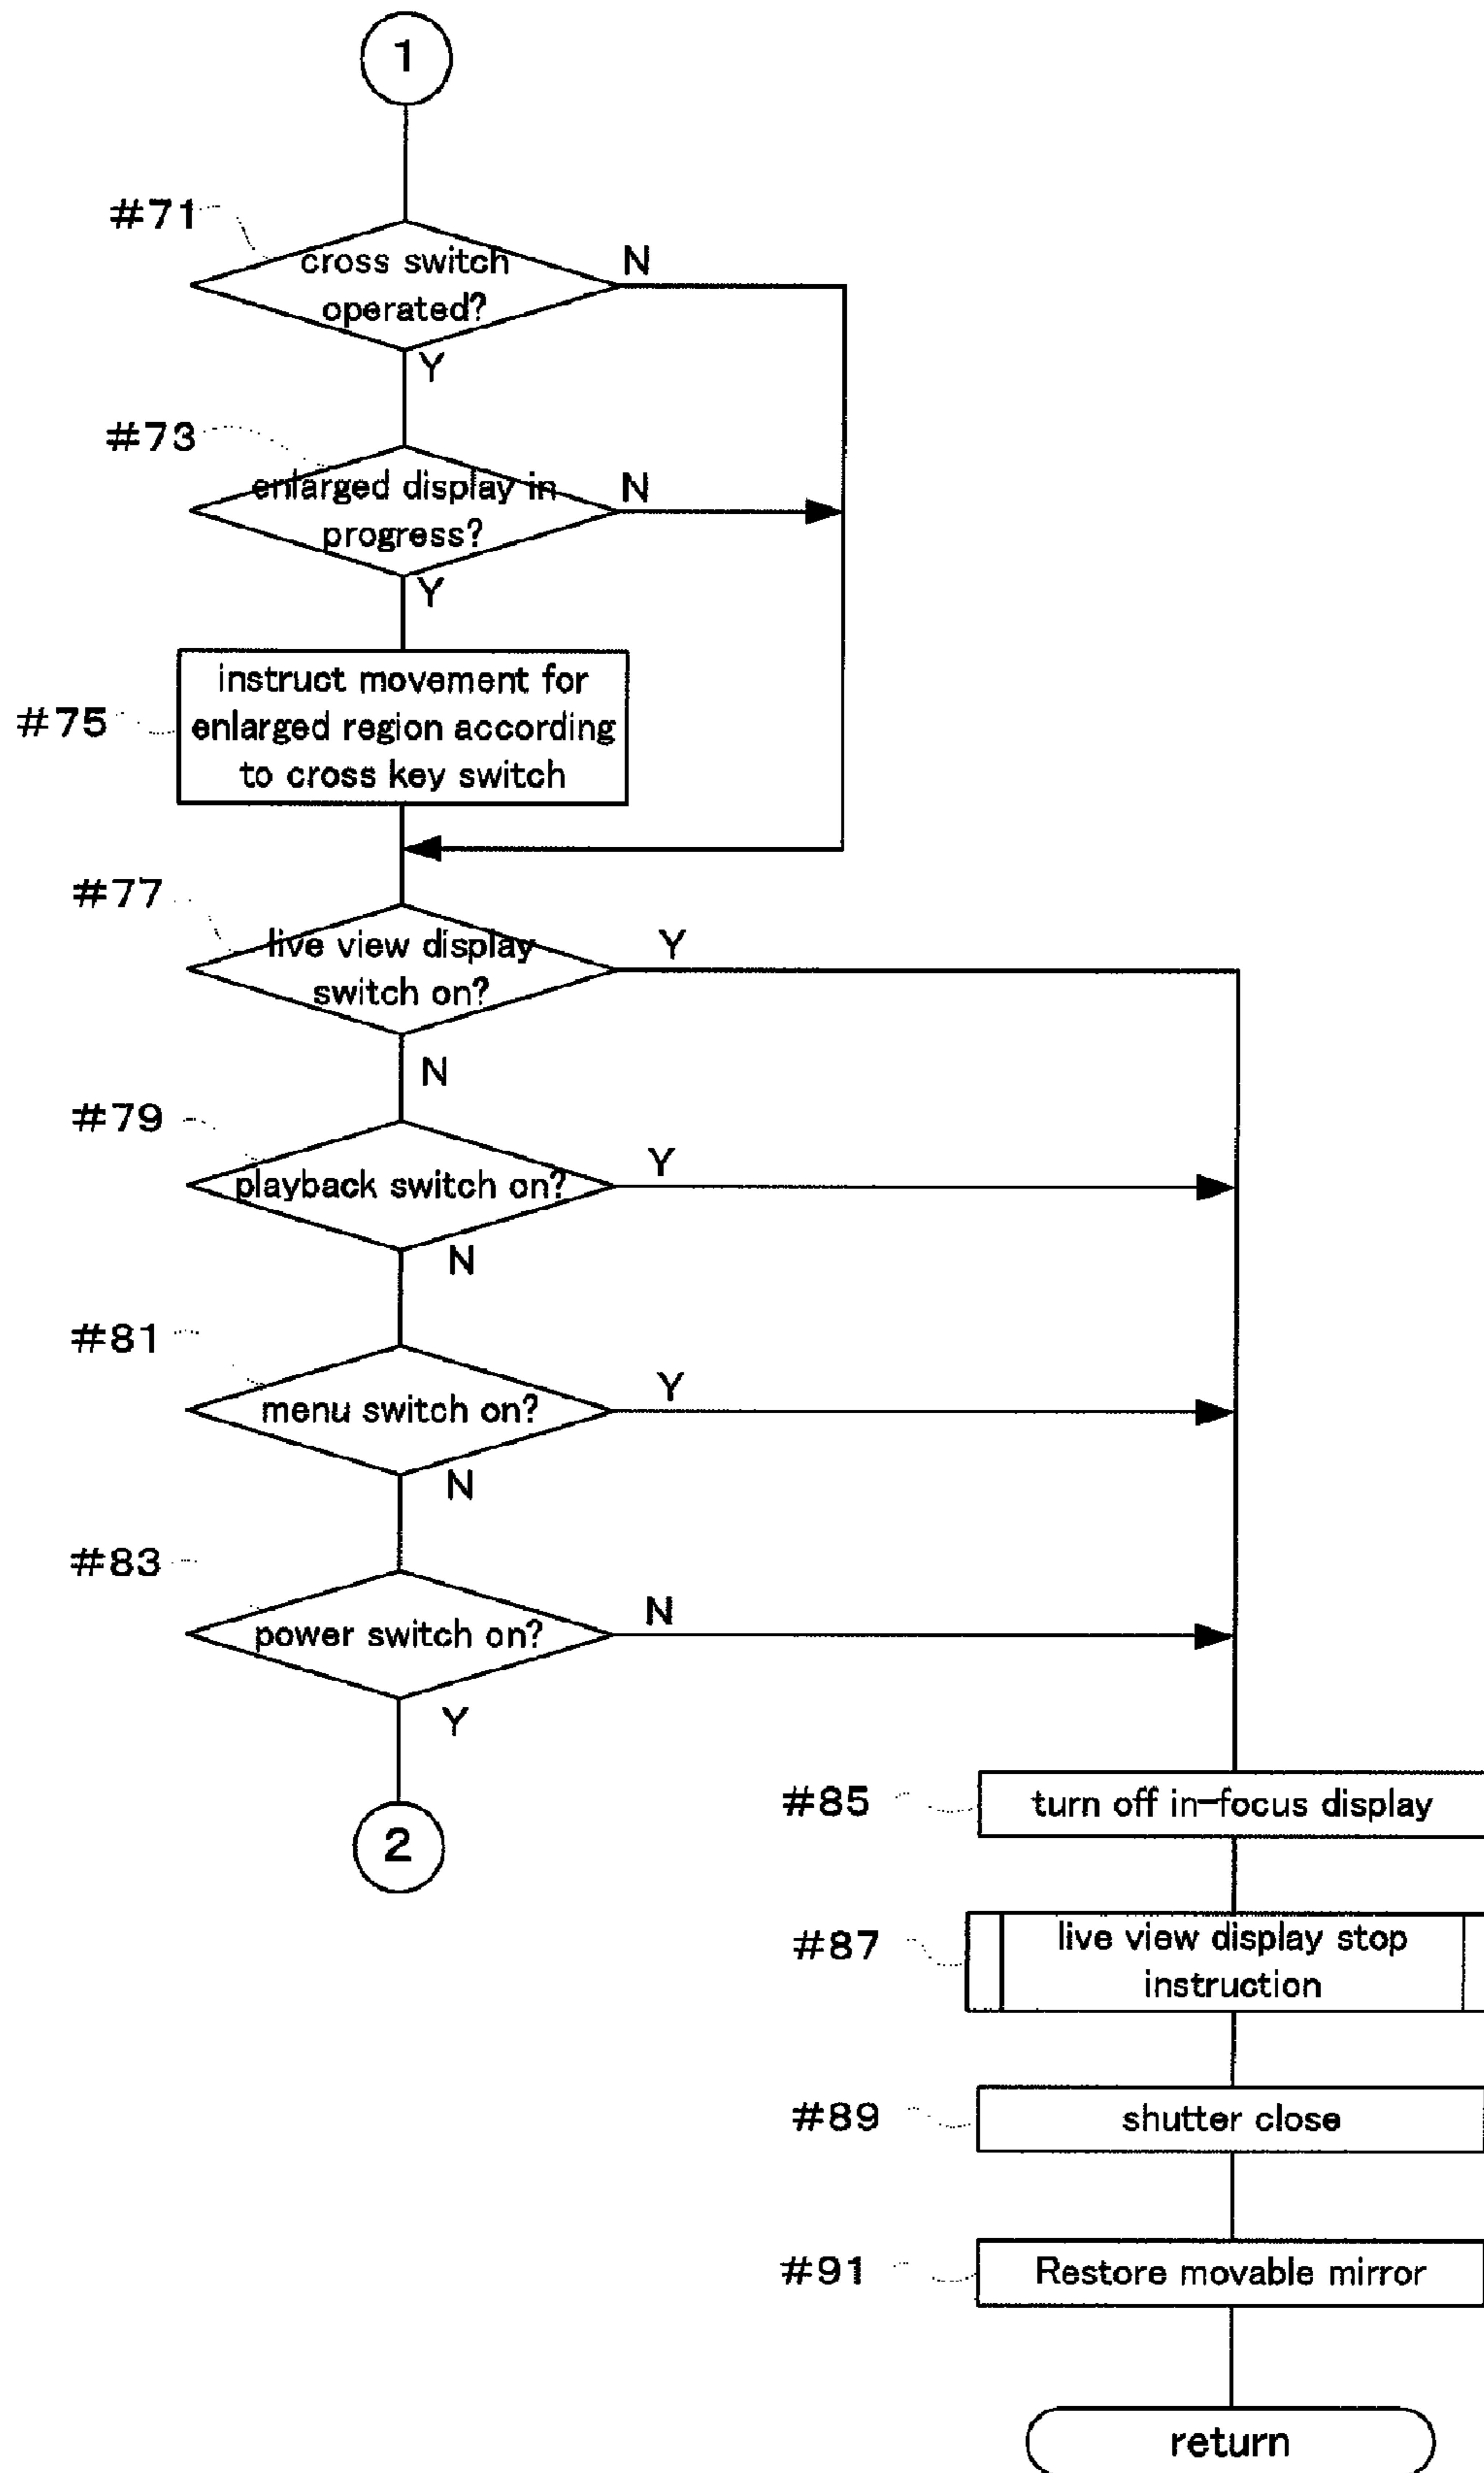 1
#71
cross switch
operated?
N
Y
#73
enlarged display in
progress?
N
Y
#75
instruct movement for
enlarged region according
to cross key switch
#77
live view display
switch on?
Y
N
#79
playback switch on?
Y
N
#81
menu switch on?
Y
N
#83
power switch on?
N
Y
2
#85
turn off in-focus display
#87
live view display stop
instruction
#89
shutter close
#91
Restore movable mirror
return